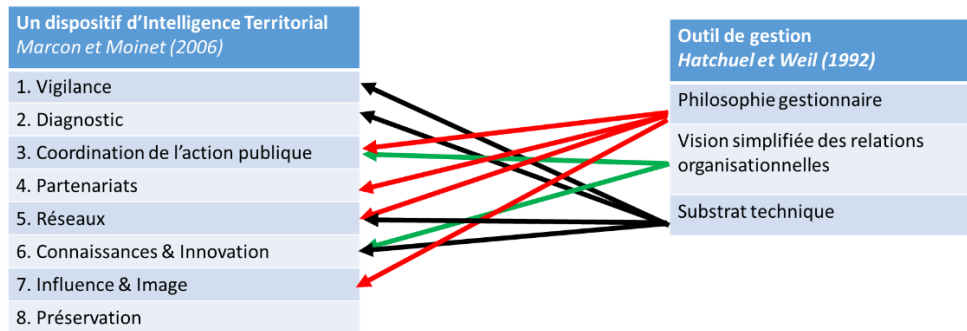 Un dispositif d’Intelligence Territorial
Marcon et Moinet (2006)
1. Vigilance
2. Diagnostic
3. Coordination de l’action publique
4. Partenariats
5. Réseaux
6. Connaissances & Innovation
7. Influence & Image
8. Préservation
Outil de gestion
Hatchuel et Weil (1992)
Philosophie gestionnaire
Vision simplifiée des relations
organisationnelles
Substrat technique